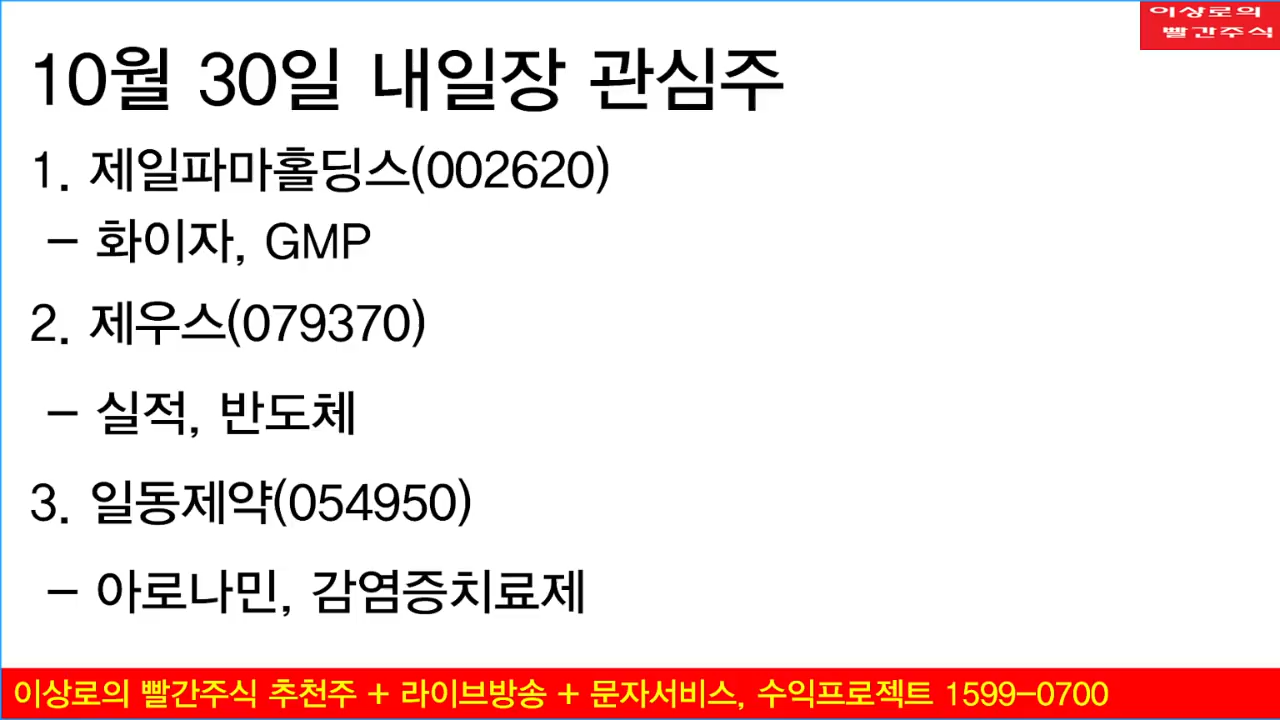 이상로의
빨간주식
10월 30일 내일장 관심주
1. 제일파마홀딩스(002620)
– 화이자, GMP
2. 제우스(079370)
– 실적, 반도체
3. 일동제약(054950)
– 아로나민, 감염증치료제
이상로의 빨간주식 추천주 + 라이브방송 + 문자서비스, 수익프로젝트 1599-0700